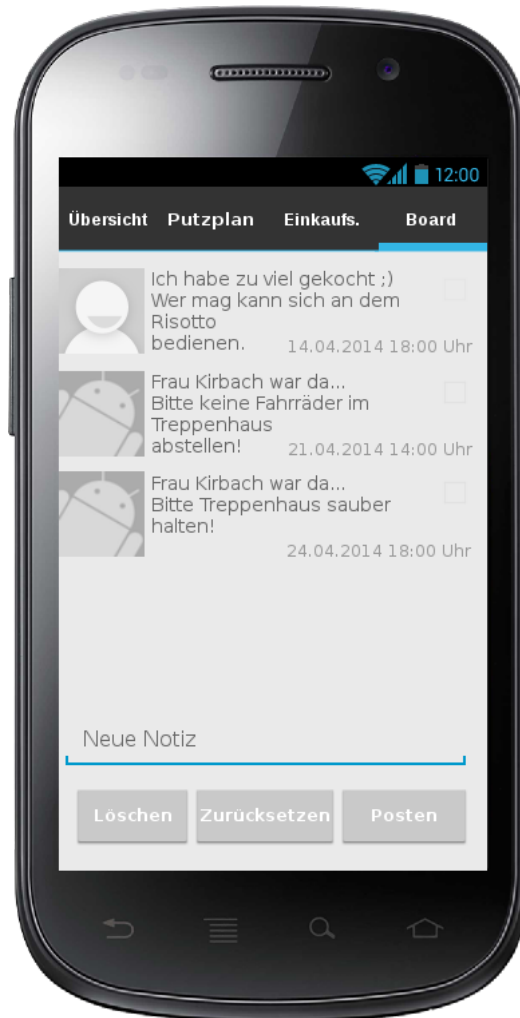 12:00
Übersicht Putzplan Einkaufs. Board
Ich habe zu viel gekocht ;)
Wer mag kann sich an dem
Risotto
bedienen.
14.04.2014 18:00 Uhr
Frau Kirbach war da...
Bitte keine Fahrräder im
Treppenhaus
abstellen!
21.04.2014 14:00 Uhr
Frau Kirbach war da...
Bitte Treppenhaus sauber
halten!
24.04.2014 18:00 Uhr
Neue Notiz
Löschen Zurücksetzen Posten